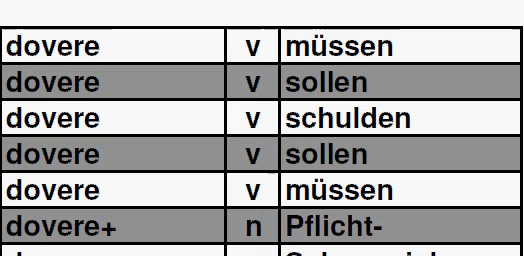 dovere v müssen
dovere v sollen
dovere v schulden
dovere v sollen
dovere v müssen
dovere+ n Pflicht-